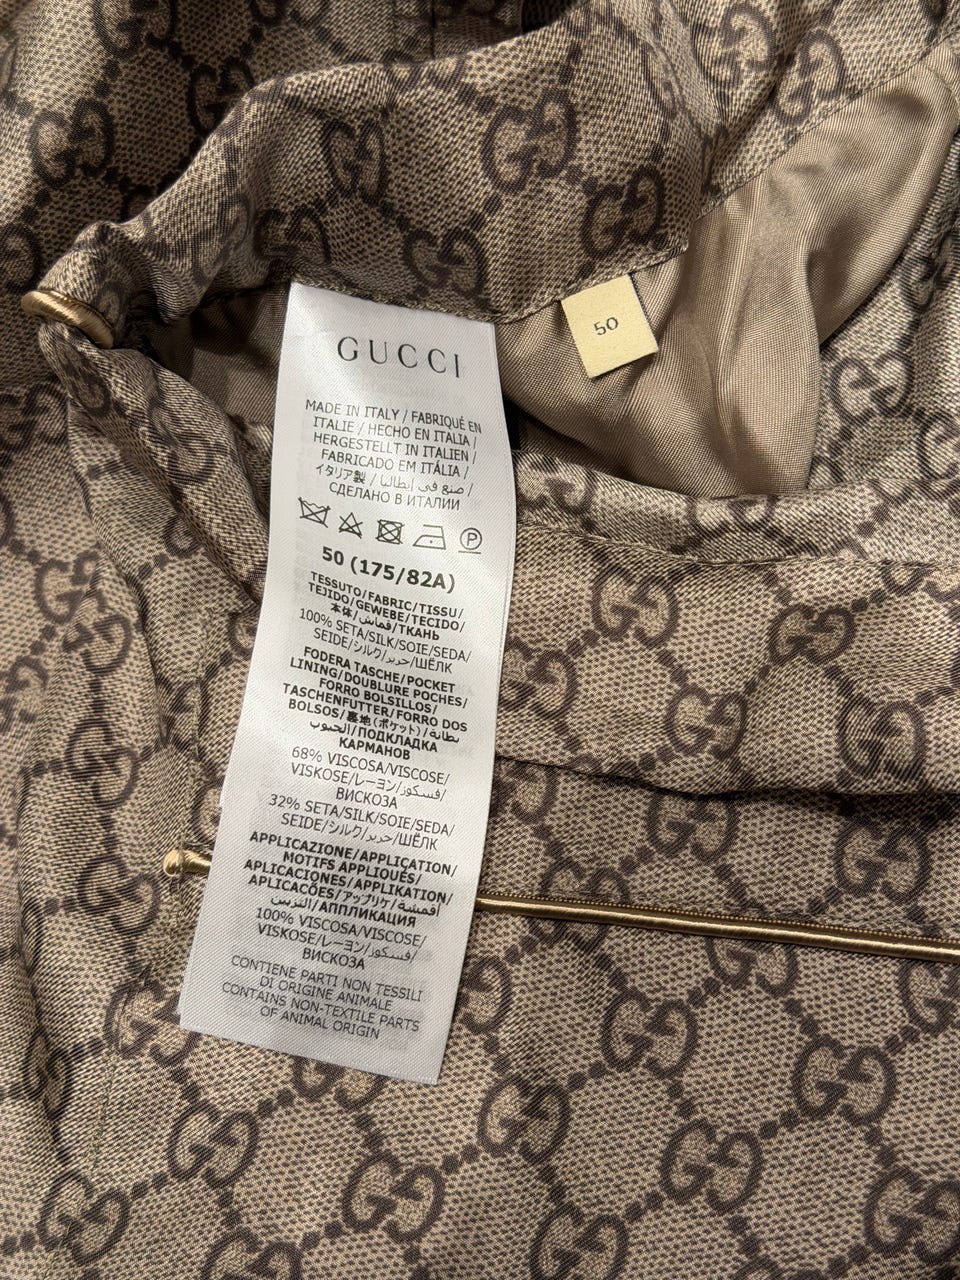 GUCCI
50
MADE IN ITALY / FABRIQUÉ EN
ITALIE / HECHO EN ITALIA /
HERGESTELLT IN ITALIEN /
FABRICADO EM ITÁLIA /
イタリア製 / صنع في إيطاليا /
СДЕЛАНО В ИТАЛИИ
P
50 (175/82A)
TESSUTO/FABRIC/TISSU/
TEJIDO/GEWEBE/TECIDO/
本体/قماش/ТКАНЬ
100% SETA/SILK/SOIE/SEDA/
SEIDE/シルク/حرير/ШЁЛК
FODERA TASCHE/POCKET
LINING/DOUBLURE POCHES/
FORRO BOLSILLOS/
TASCHENFUTTER/FORRO DOS
BOLSOS/裏地(ポケット)/بطانة
الجيوب/ПОДКЛАДКА
КАРМАНОВ
68% VISCOSA/VISCOSE/
VISKOSE/レーヨン/فسكوز/
ВИСКОЗА
32% SETA/SILK/SOIE/SEDA/
SEIDE/シルク/حرير/ШЁЛК
APPLICAZIONE/APPLICATION/
MOTIFS APPLIQUÉS/
APLICACIONES/APPLIKATION/
APLICAÇÕES/アップリケ/أقمشة
التزيين/АППЛИКАЦИЯ
100% VISCOSA/VISCOSE/
VISKOSE/レーヨン/فسكوز/
ВИСКОЗА
CONTIENE PARTI NON TESSILI
DI ORIGINE ANIMALE
CONTAINS NON-TEXTILE PARTS
OF ANIMAL ORIGIN